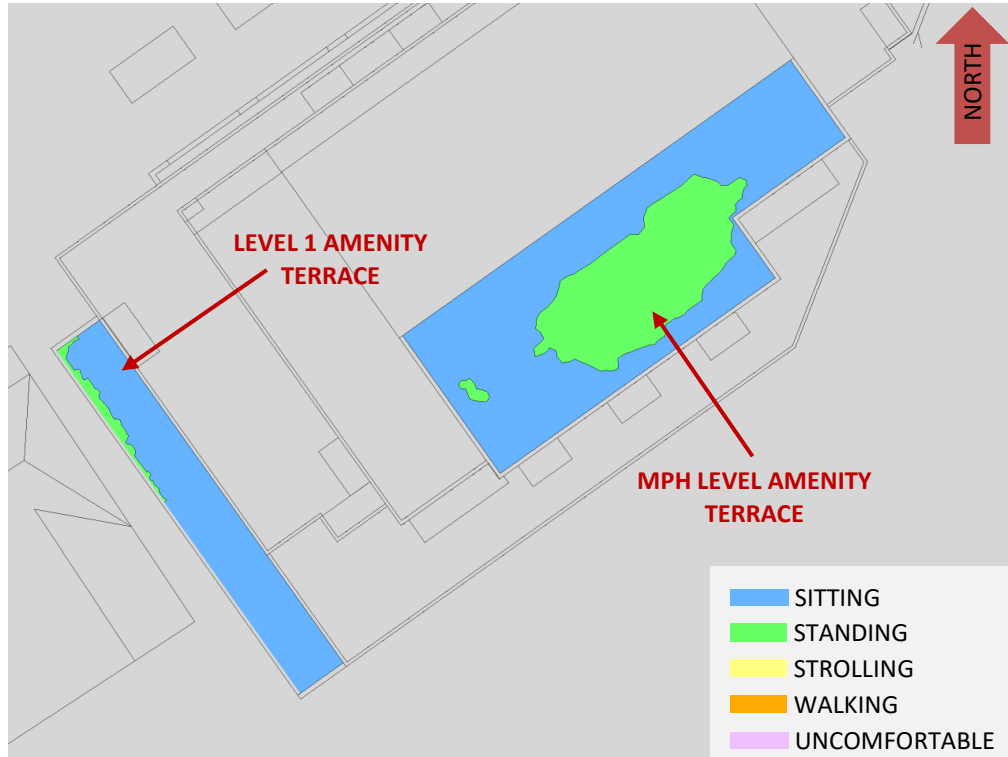 NORTH
LEVEL 1 AMENITY
TERRACE
MPH LEVEL AMENITY
TERRACE
SITTING
STANDING
STROLLING
WALKING
UNCOMFORTABLE